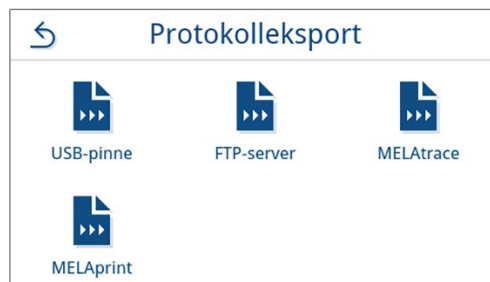 Protokolleksport
USB-pinne
FTP-server
MELAtrace
MELAprint